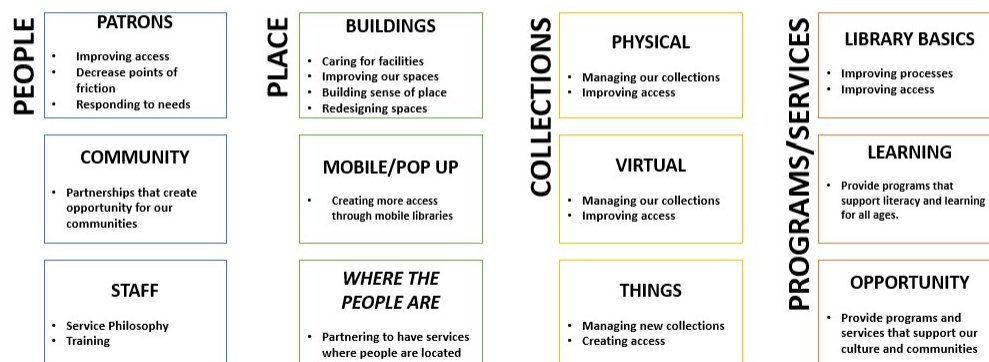 PEOPLE
PATRONS
• Improving access
• Decrease points of
friction
• Responding to needs
COMMUNITY
• Partnerships that create
opportunity for our
communities
STAFF
• Service Philosophy
• Training
PLACE
BUILDINGS
• Caring for facilities
• Improving our spaces
• Building sense of place
• Redesigning spaces
MOBILE/POP UP
• Creating more access
through mobile libraries
WHERE THE
PEOPLE ARE
• Partnering to have services
where people are located
COLLECTIONS
PHYSICAL
• Managing our collections
• Improving access
VIRTUAL
• Managing our collections
• Improving access
THINGS
• Managing new collections
• Creating access
PROGRAMS/SERVICES
LIBRARY BASICS
• Improving processes
• Improving access
LEARNING
• Provide programs that
support literacy and learning
for all ages.
OPPORTUNITY
• Provide programs and
services that support our
culture and communities